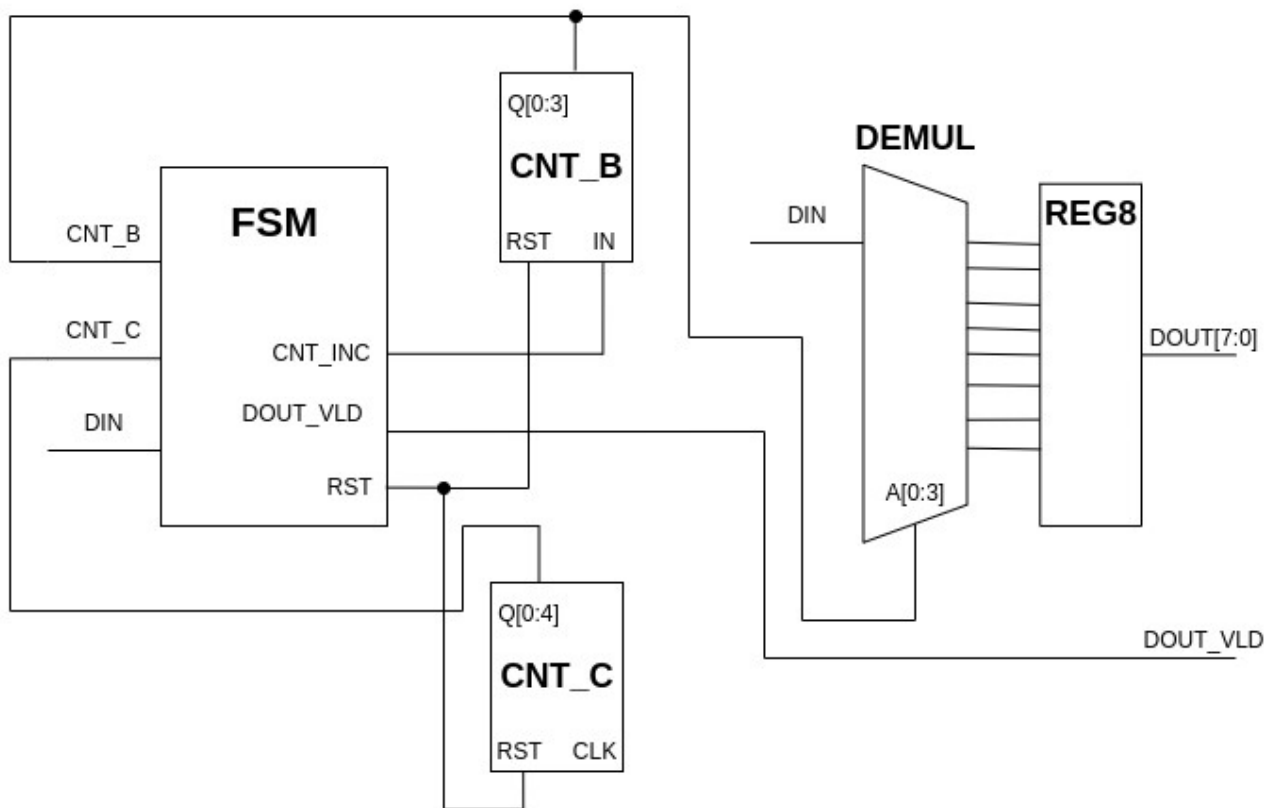 Q[0:3]
CNT_B
RST IN
FSM
CNT_B
CNT_C
DIN
CNT_INC
DOUT_VLD
RST
Q[0:4]
CNT_C
RST CLK
DEMUL
DIN
A[0:3]
REG8
DOUT[7:0]
DOUT_VLD